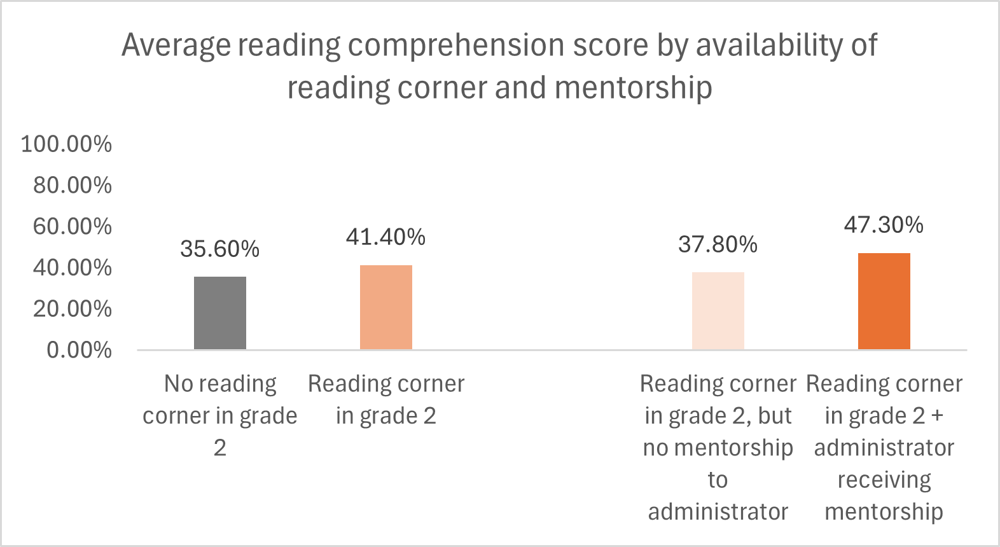 Average reading comprehension score by availability of
reading corner and mentorship
100.00%
80.00%
60.00%
40.00%
20.00%
0.00%
35.60%
41.40%
37.80%
47.30%
No reading
corner in grade
2
Reading corner
in grade 2
Reading corner
in grade 2, but
no mentorship
to
administrator
Reading corner
in grade 2 +
administrator
receiving
mentorship